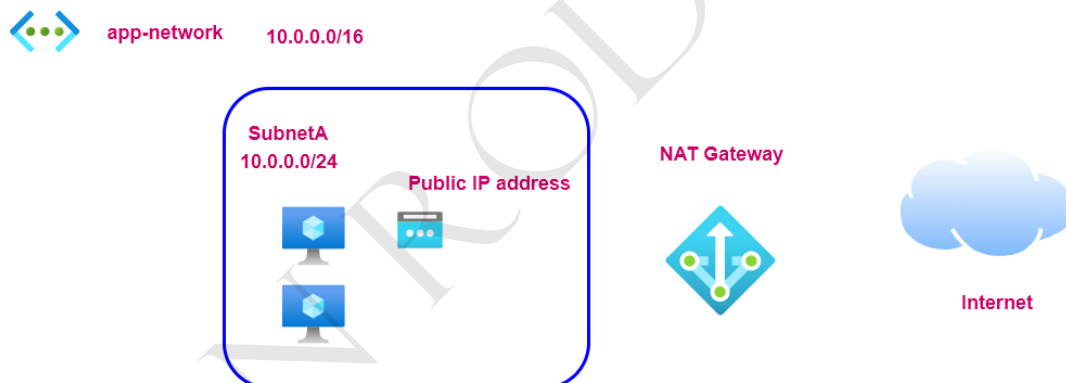 app-network
10.0.0.0/16
SubnetA
10.0.0.0/24
Public IP address
NAT Gateway
Internet